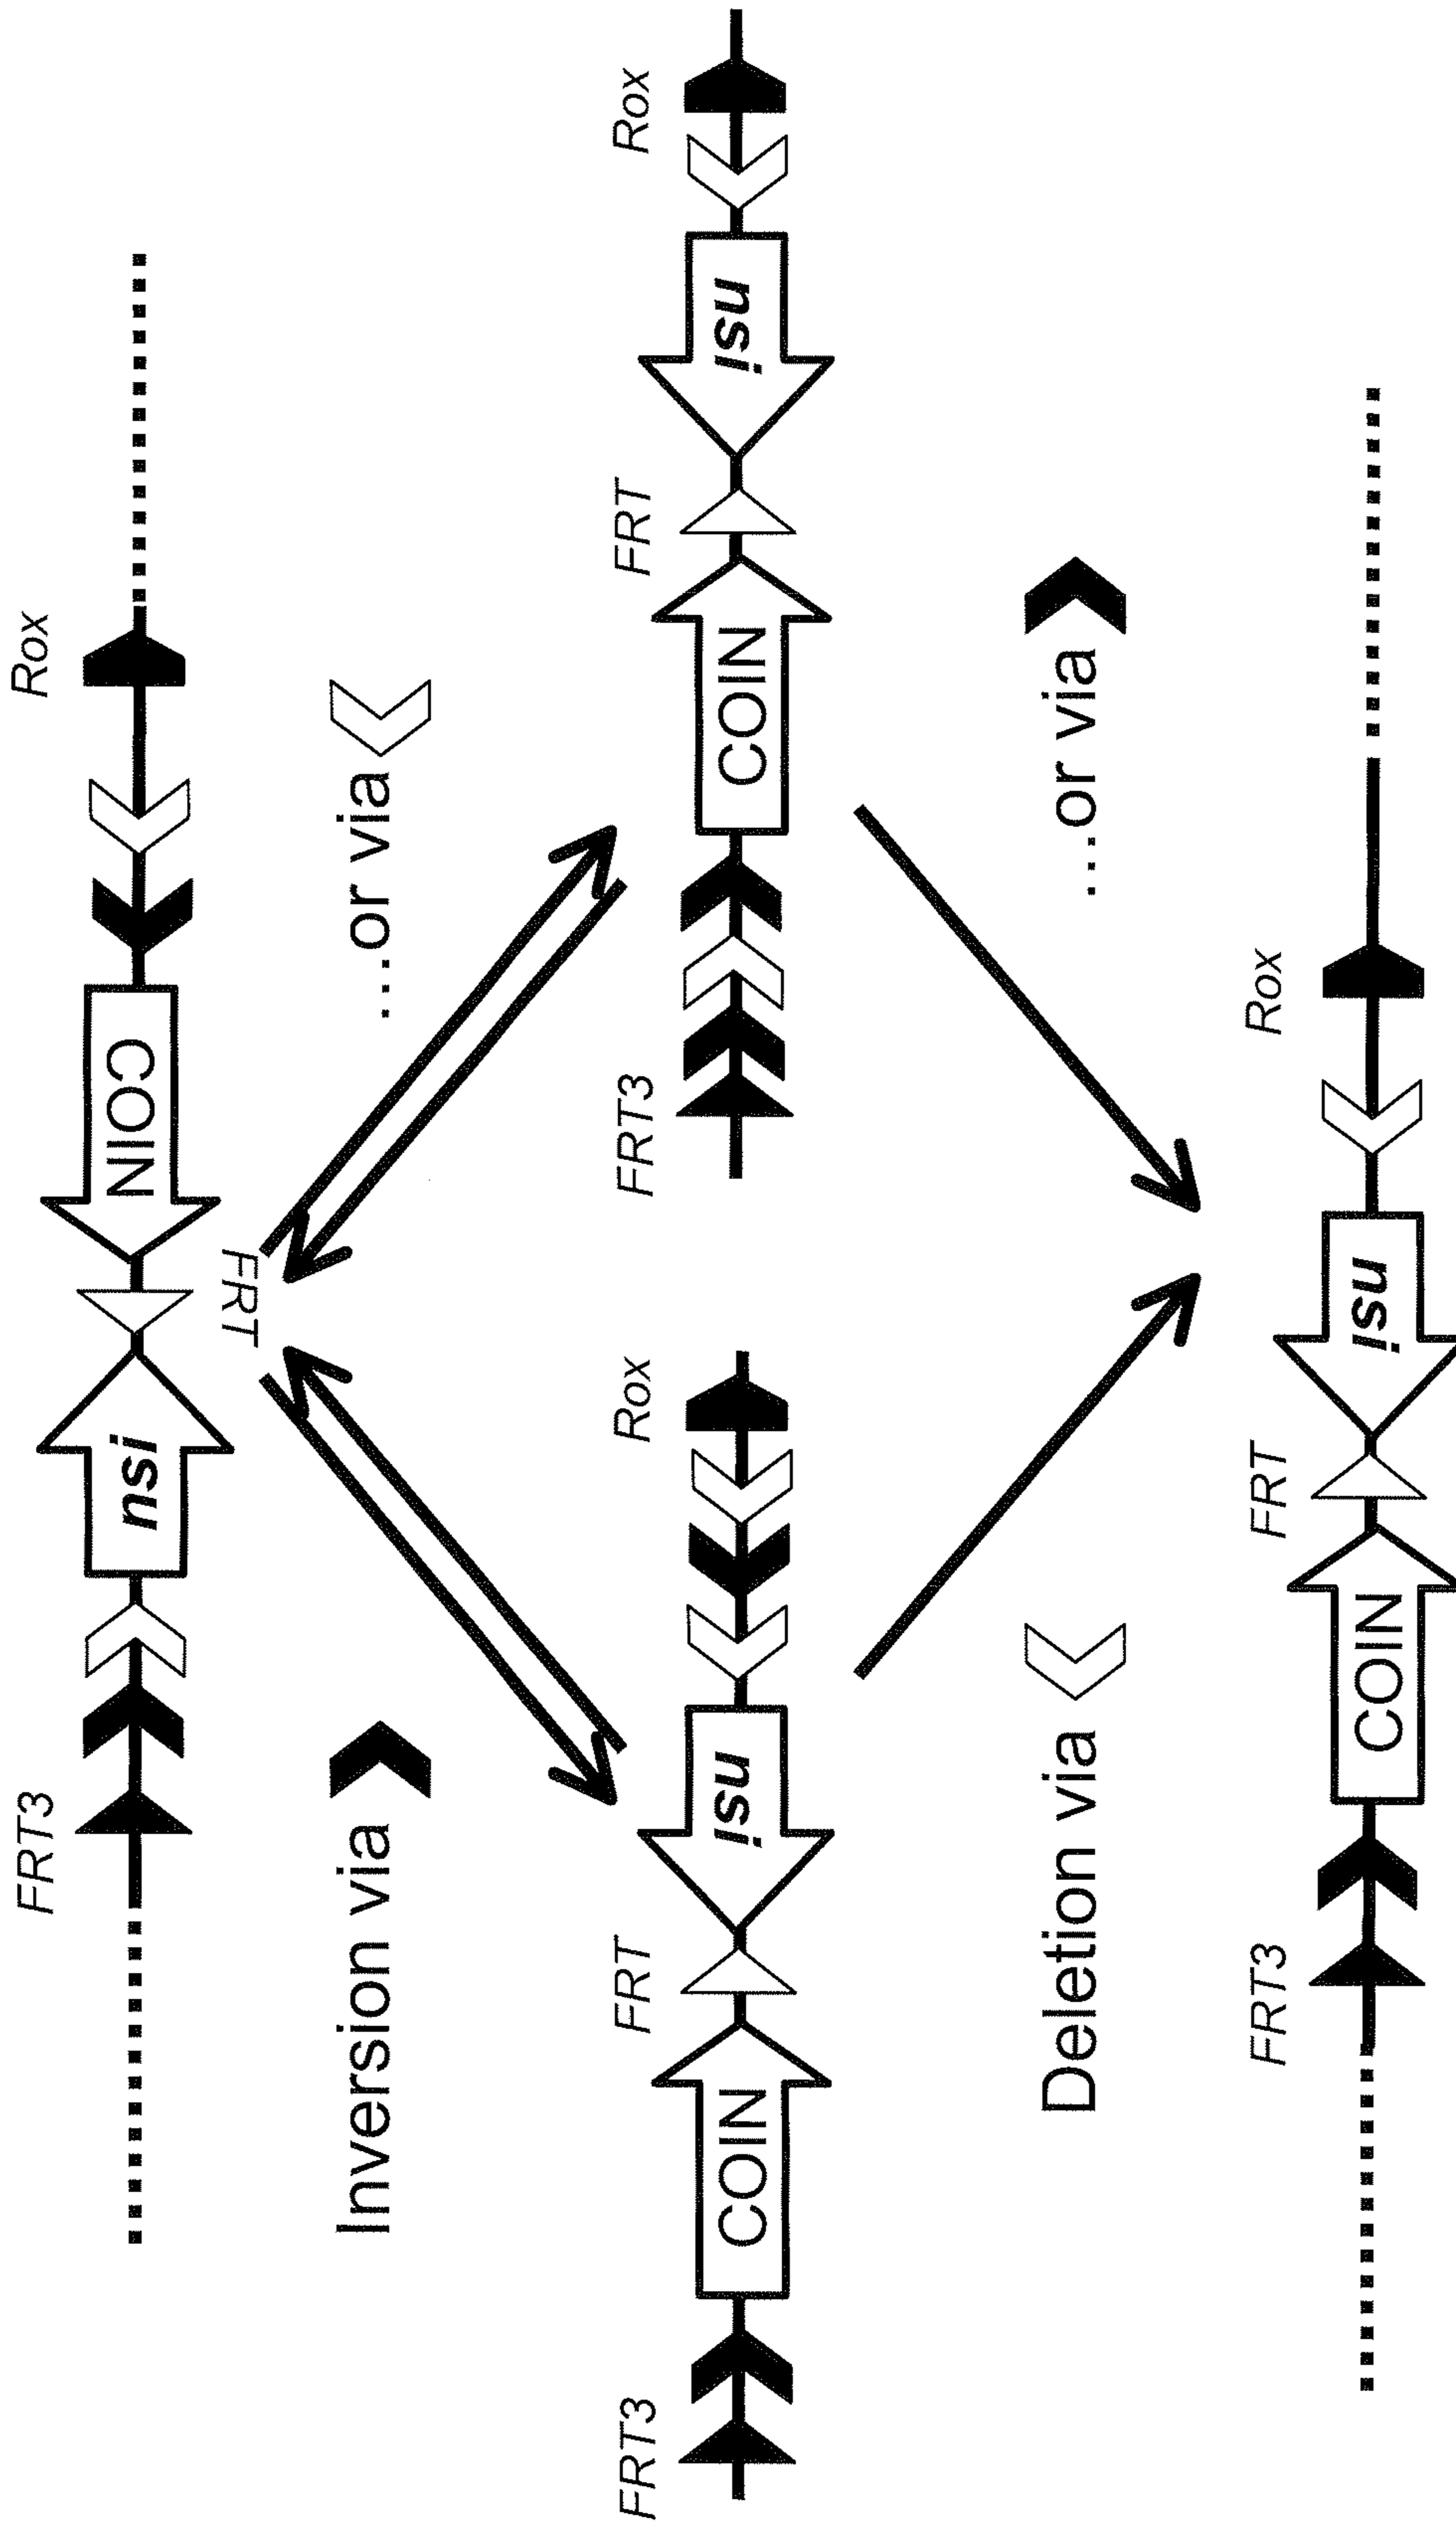 FRT3 Rox
nsi COIN
FRT
Inversion via ...or via
FRT3 FRT Rox FRT3 FRT Rox
COIN nsi COIN nsi
Deletion via ...or via
FRT3 FRT Rox
COIN nsi